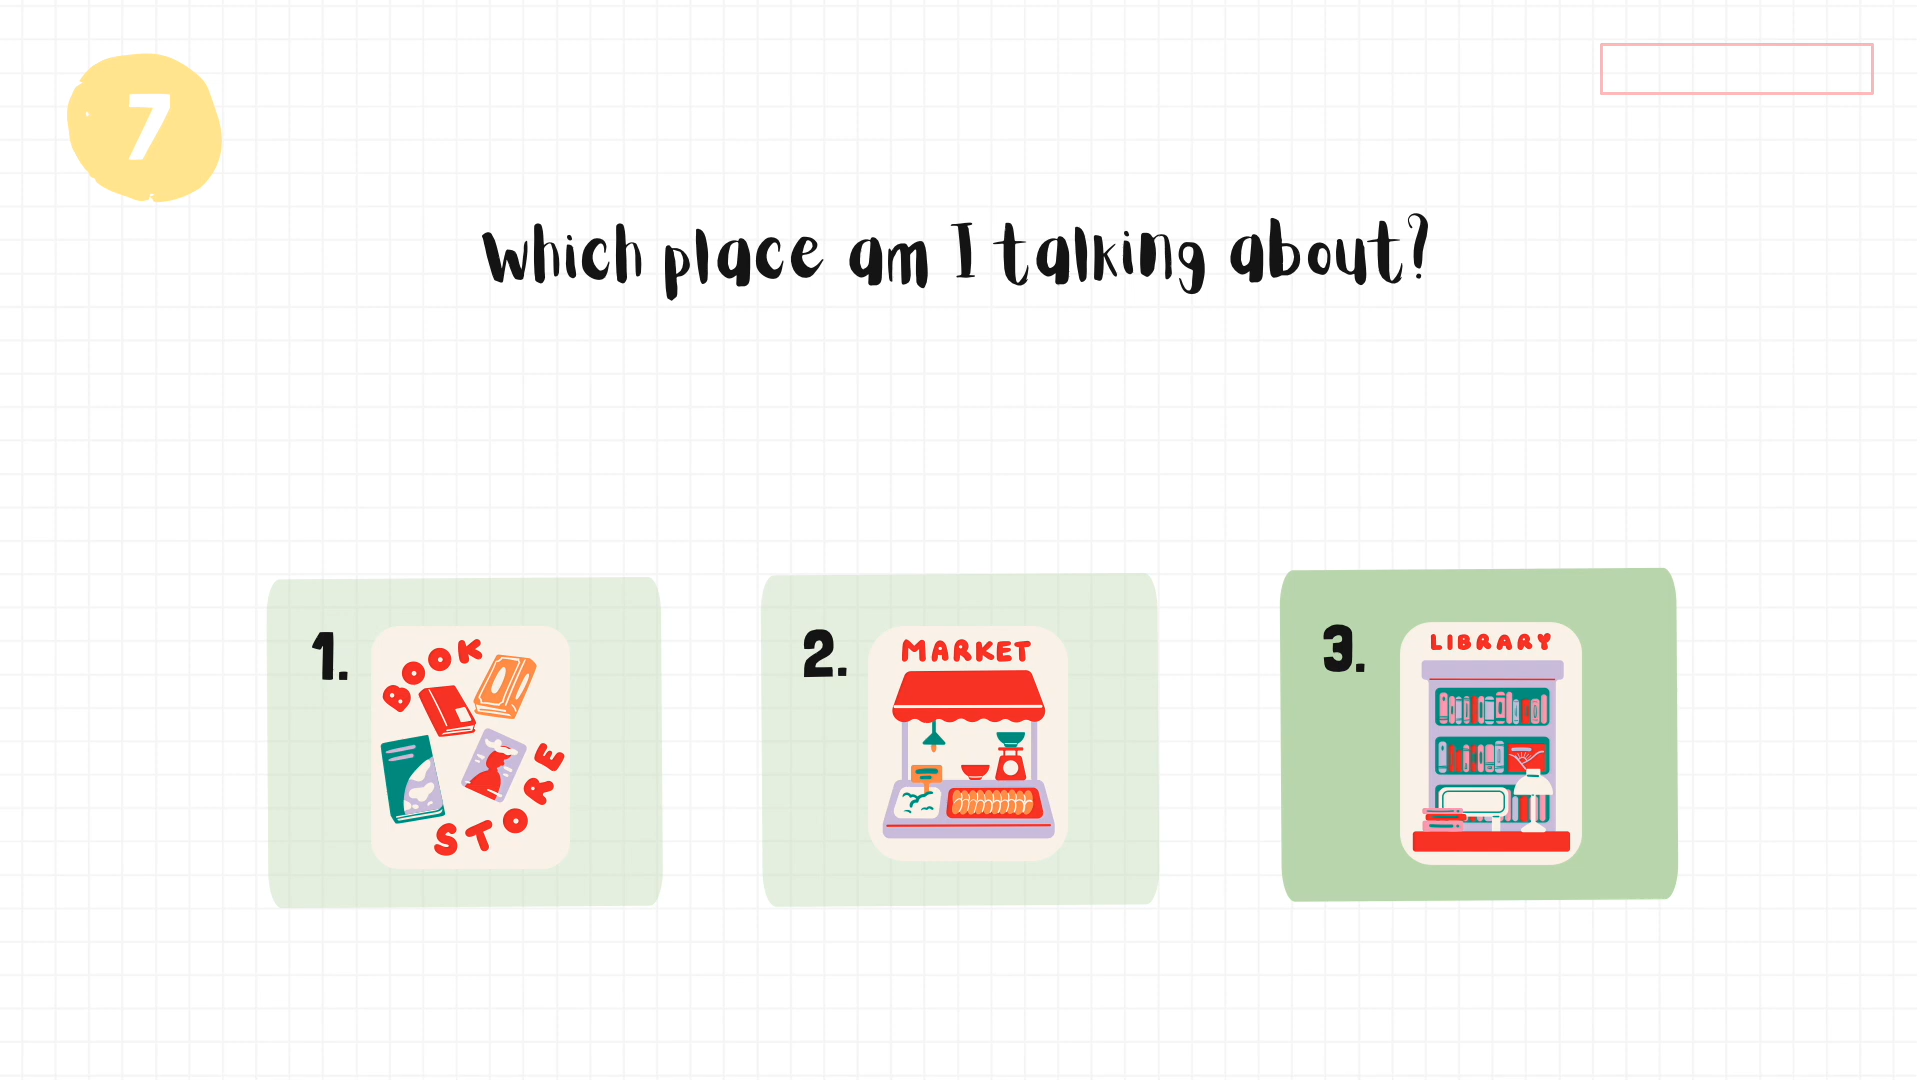 7
Which place am I talking about?
1.
BOOK
STORE
2.
MARKET
3.
LIBRARY